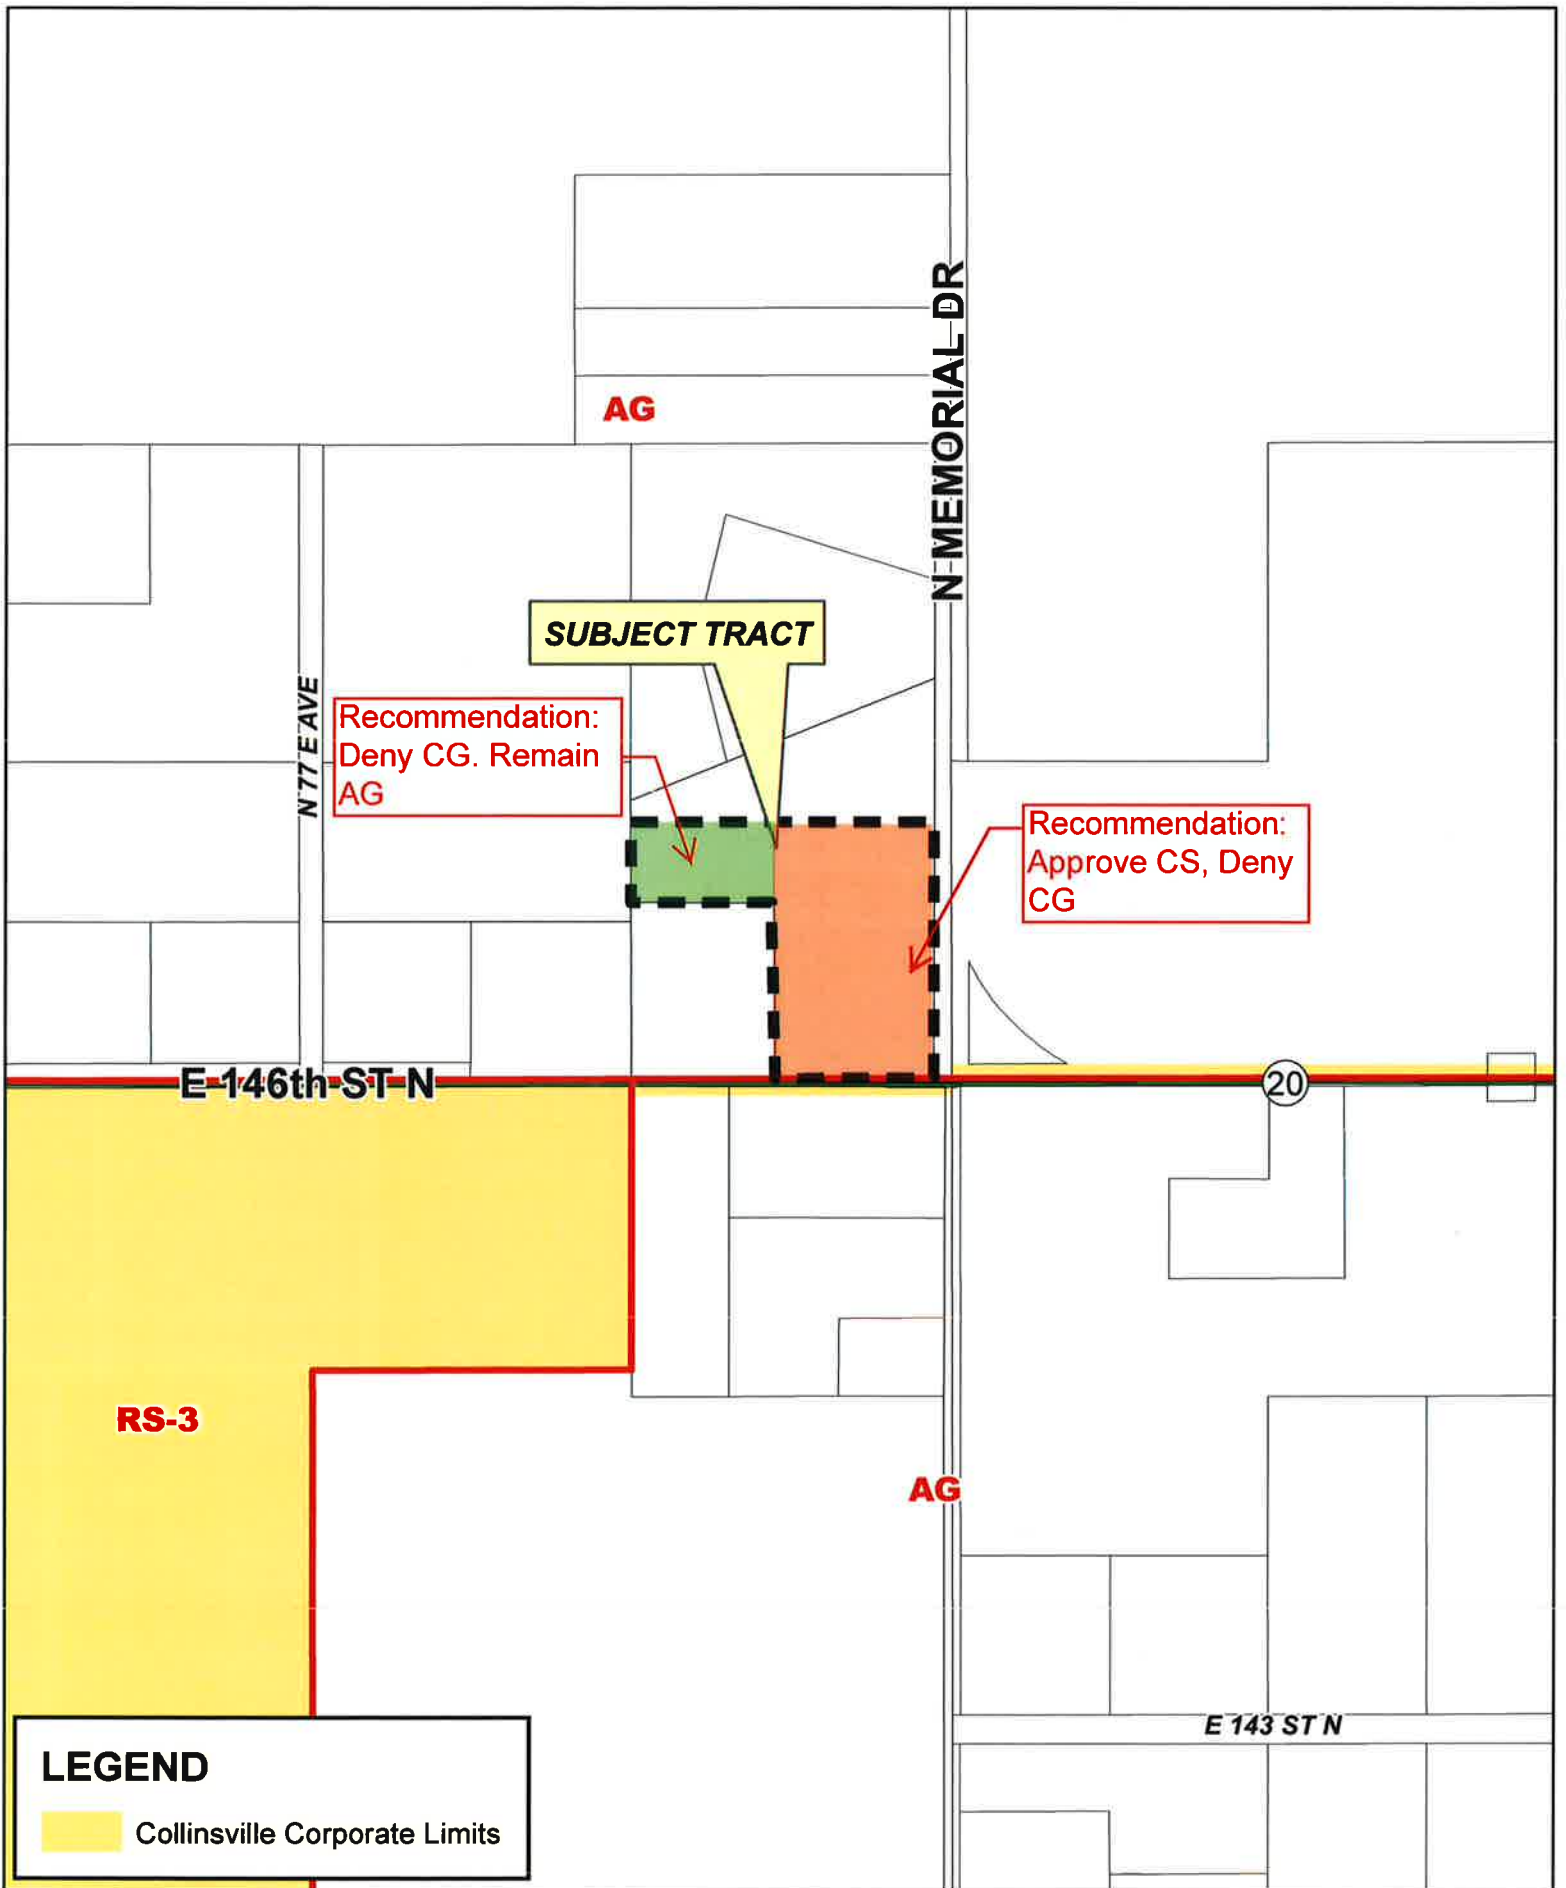 N MEMORIAL DR
AG
SUBJECT TRACT
N 77 E AVE
Recommendation:
Deny CG. Remain
AG
Recommendation:
Approve CS, Deny
CG
E 146th ST N
20
RS-3
AG
E 143 ST N
LEGEND
Collinsville Corporate Limits